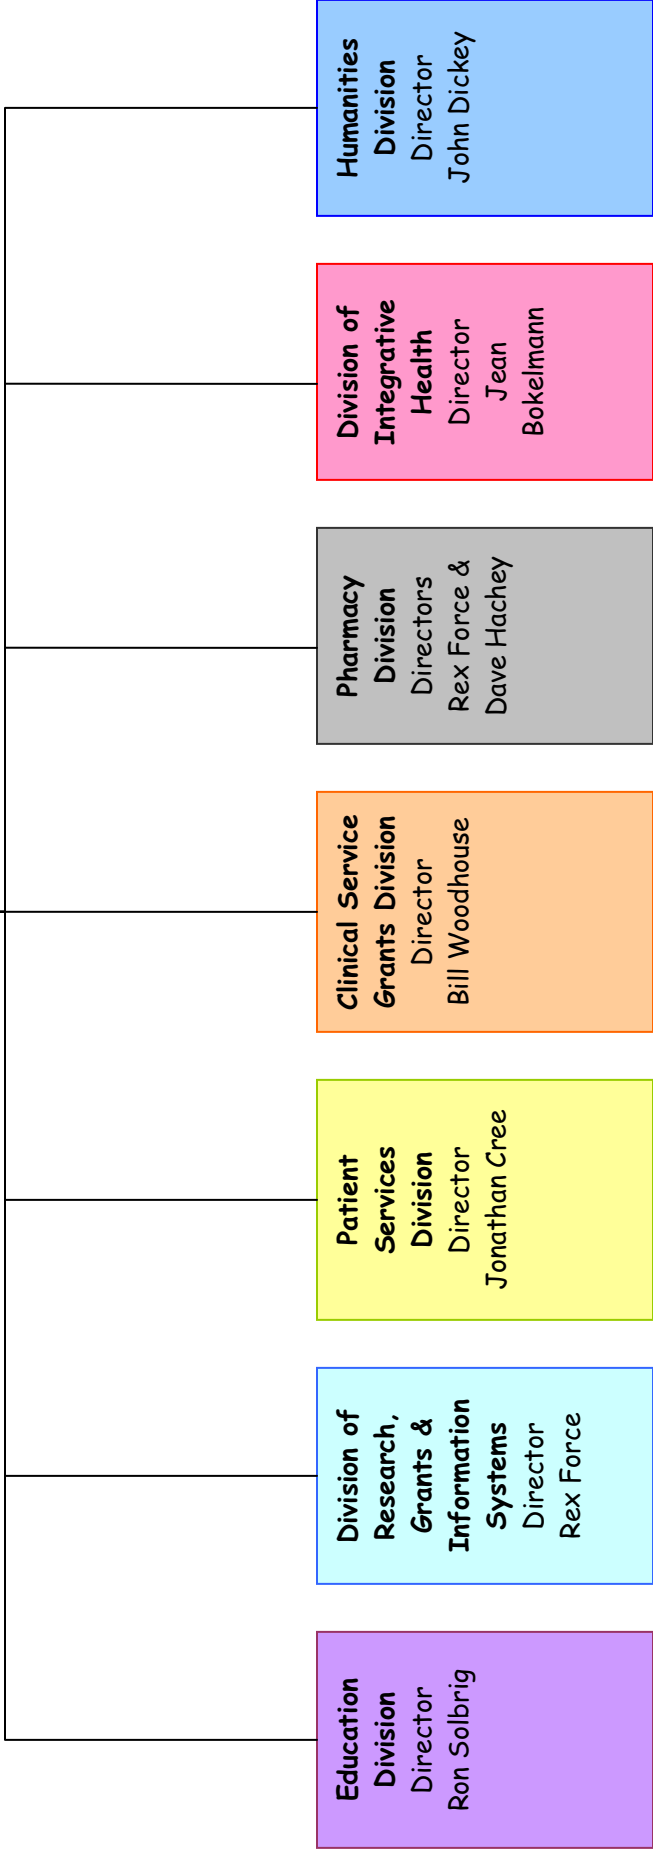 Education
Division
Director
Ron Solbrig
Division of
Research,
Grants &
Information
Systems
Director
Rex Force
Patient
Services
Division
Director
Jonathan Cree
Clinical Service
Grants Division
Director
Bill Woodhouse
Pharmacy
Division
Directors
Rex Force &
Dave Hachey
Division of
Integrative
Health
Director
Jean
Bokelmann
Humanities
Division
Director
John Dickey